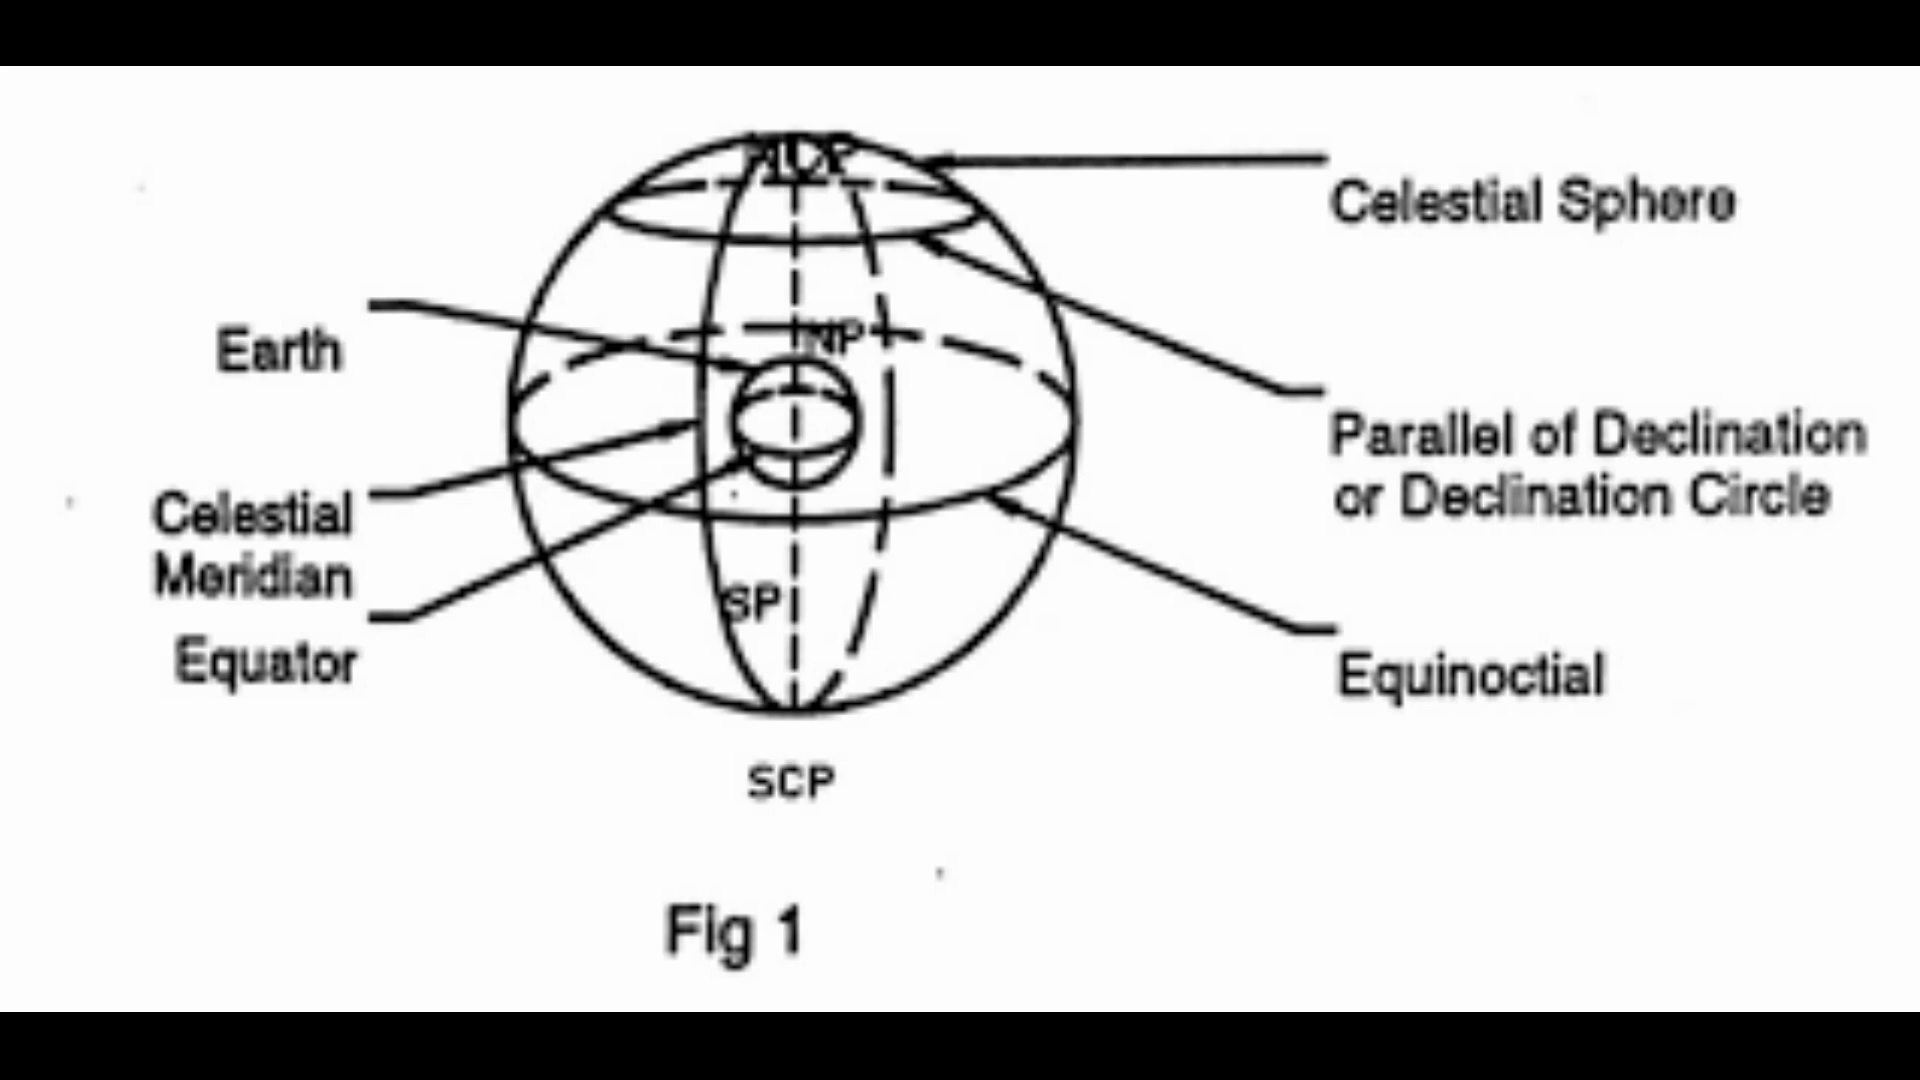 Celestial Sphere
NP
Earth
Parallel of Declination
or Declination Circle
Celestial
Meridian
SP
Equator
Equinoctial
SCP
Fig 1